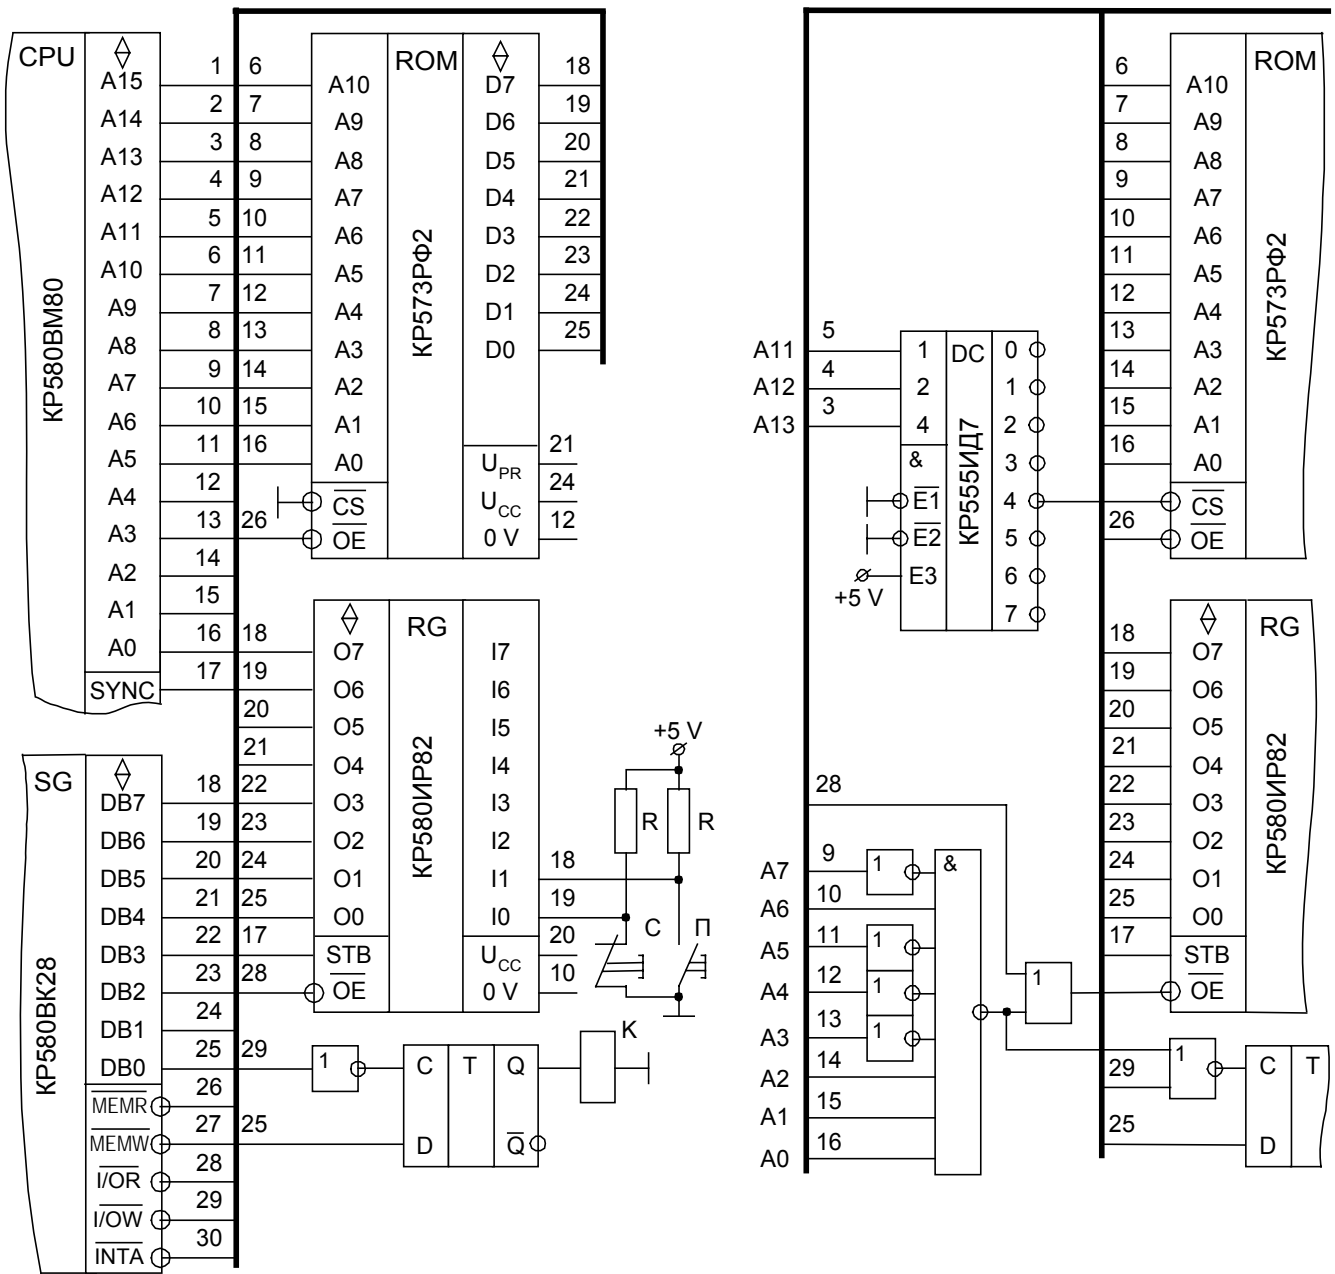 CPU
КР580ВМ80
A15 1
A14 2
A13 3
A12 4
A11 5
A10 6
A9 7
A8 8
A7 9
A6 10
A5 11
A4 12
A3 13
A2 14
A1 15
A0 16
SYNC 17
SG
КР580ВК28
DB7 18
DB6 19
DB5 20
DB4 21
DB3 22
DB2 23
DB1 24
DB0 25
MEMR 26
MEMW 27
I/OR 28
I/OW 29
INTA 30
ROM
КР573РФ2
6 A10 D7 18
7 A9 D6 19
8 A8 D5 20
9 A7 D4 21
10 A6 D3 22
11 A5 D2 23
12 A4 D1 24
13 A3 D0 25
14 A2
15 A1
16 A0 UPR 21
CS UCC 24
26 OE 0 V 12
RG
КР580ИР82
18 O7 I7
19 O6 I6
20 O5 I5
21 O4 I4
22 O3 I3
23 O2 I2
24 O1 I1 18
25 O0 I0 19
17 STB UCC 20
28 OE 0 V 10
+5 V
R R
С П
29 1 C T Q K
25 D Q
A11 5 1 DC 0
A12 4 2 1
A13 3 4 2
& 3
E1 4
E2 5
+5 V E3 6
7
КР555ИД7
28
A7 9 1 &
A6 10
A5 11 1
A4 12 1
A3 13 1
A2 14
A1 15
A0 16
1
ROM
КР573РФ2
6 A10
7 A9
8 A8
9 A7
10 A6
11 A5
12 A4
13 A3
14 A2
15 A1
16 A0
CS
26 OE
RG
КР580ИР82
18 O7
19 O6
20 O5
21 O4
22 O3
23 O2
24 O1
25 O0
17 STB
OE
29 1 C T
25 D